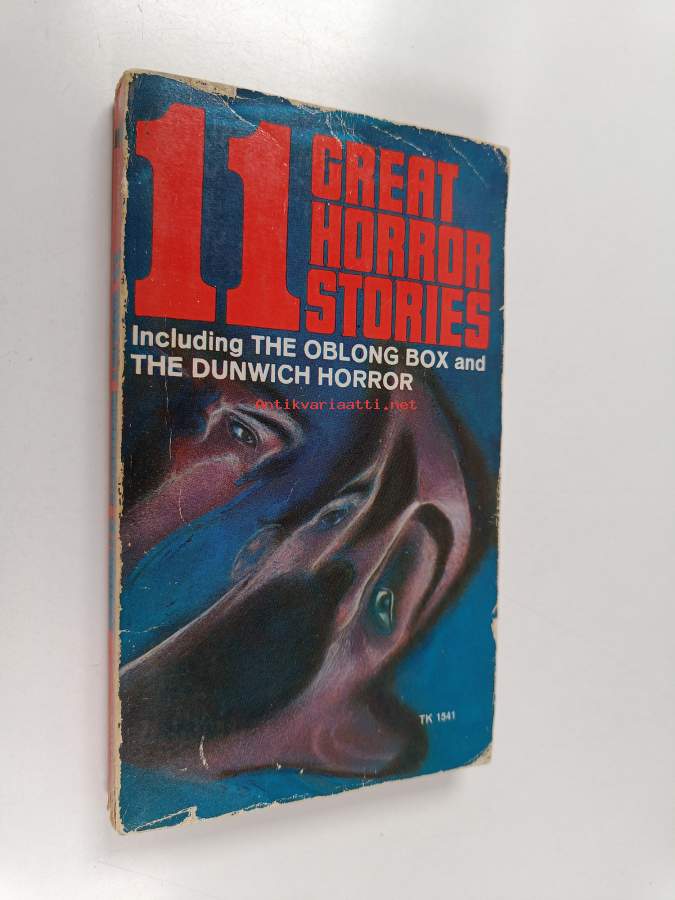 11 GREAT
HORROR
STORIES
Including THE OBLONG BOX and
THE DUNWICH HORROR
Antikvariaatti.net
TK 1541